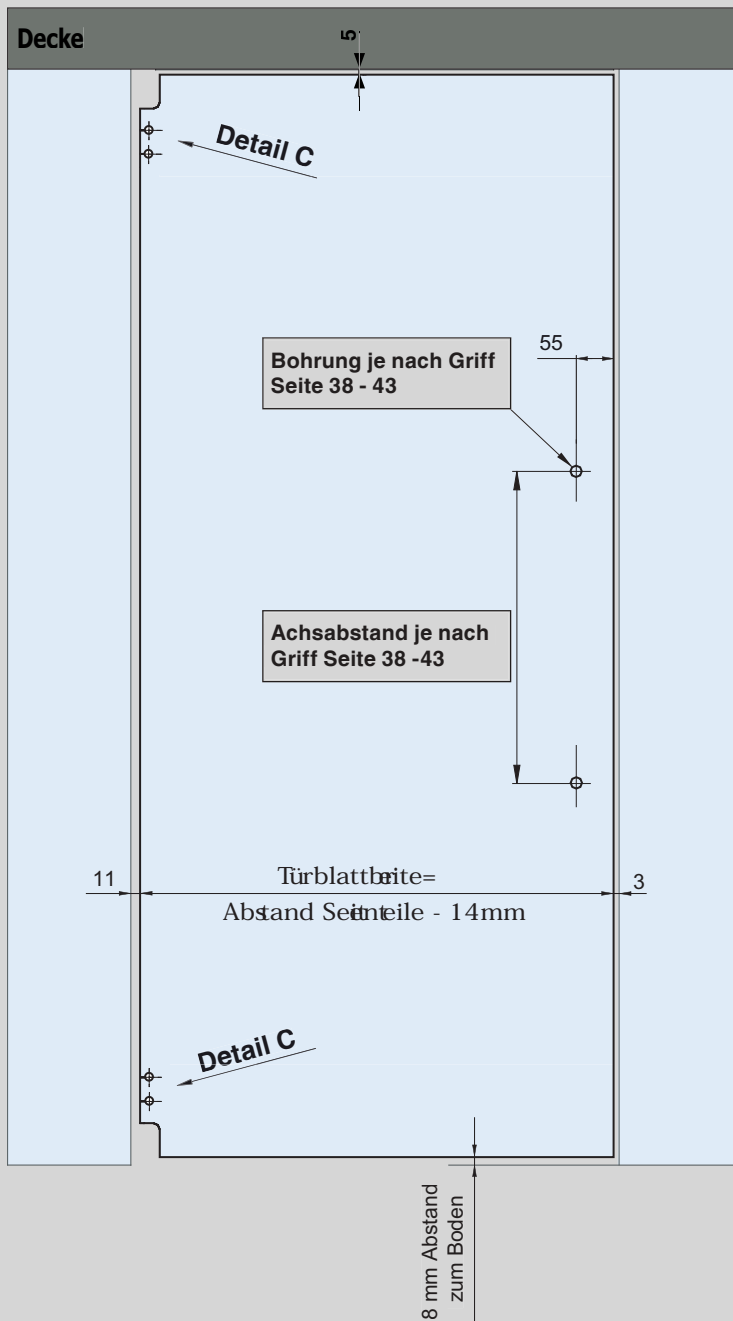 Decke
5
Detail C
55
Bohrung je nach Griff
Seite 38 - 43
Achsabstand je nach
Griff Seite 38 -43
11
Türblattbreite=
3
Abstand Seitenteile - 14mm
Detail C
8 mm Abstand
zum Boden